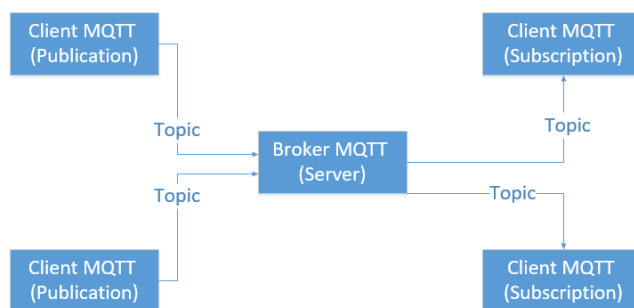 Client MQTT
(Publication)
Client MQTT
(Subscription)
Topic
Topic
Broker MQTT
(Server)
Topic
Topic
Client MQTT
(Publication)
Client MQTT
(Subscription)